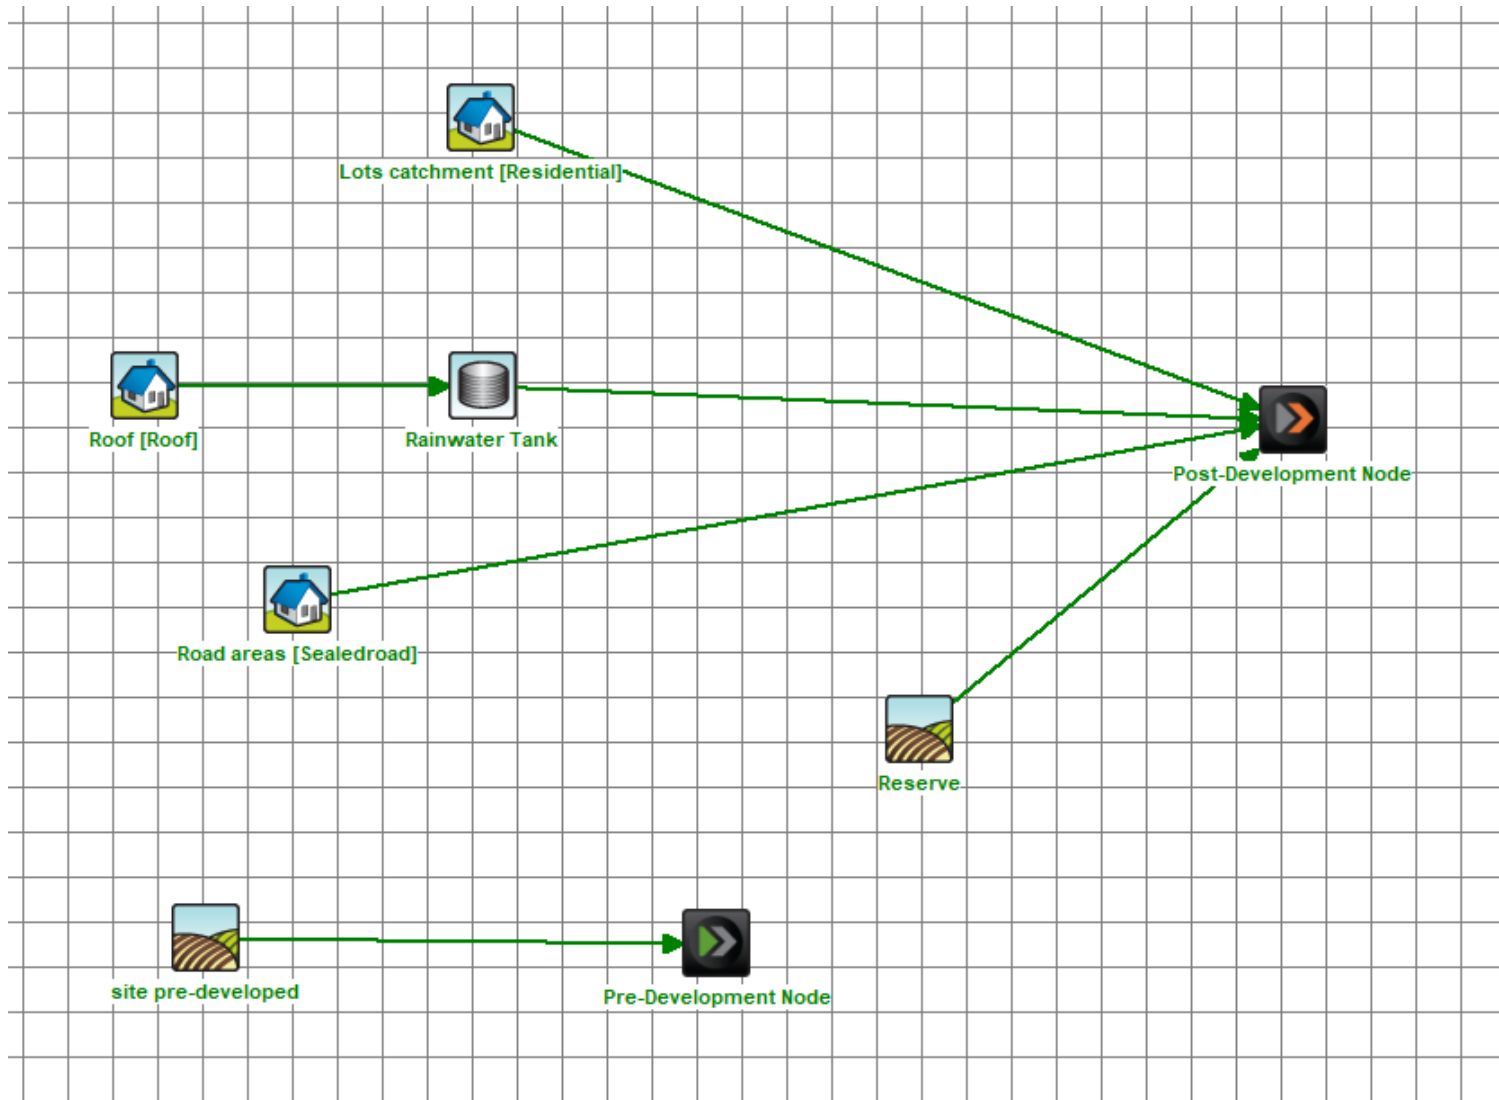 Lots catchment [Residential]
Roof [Roof]
Rainwater Tank
Post-Development Node
Road areas [Sealedroad]
Reserve
site pre-developed
Pre-Development Node